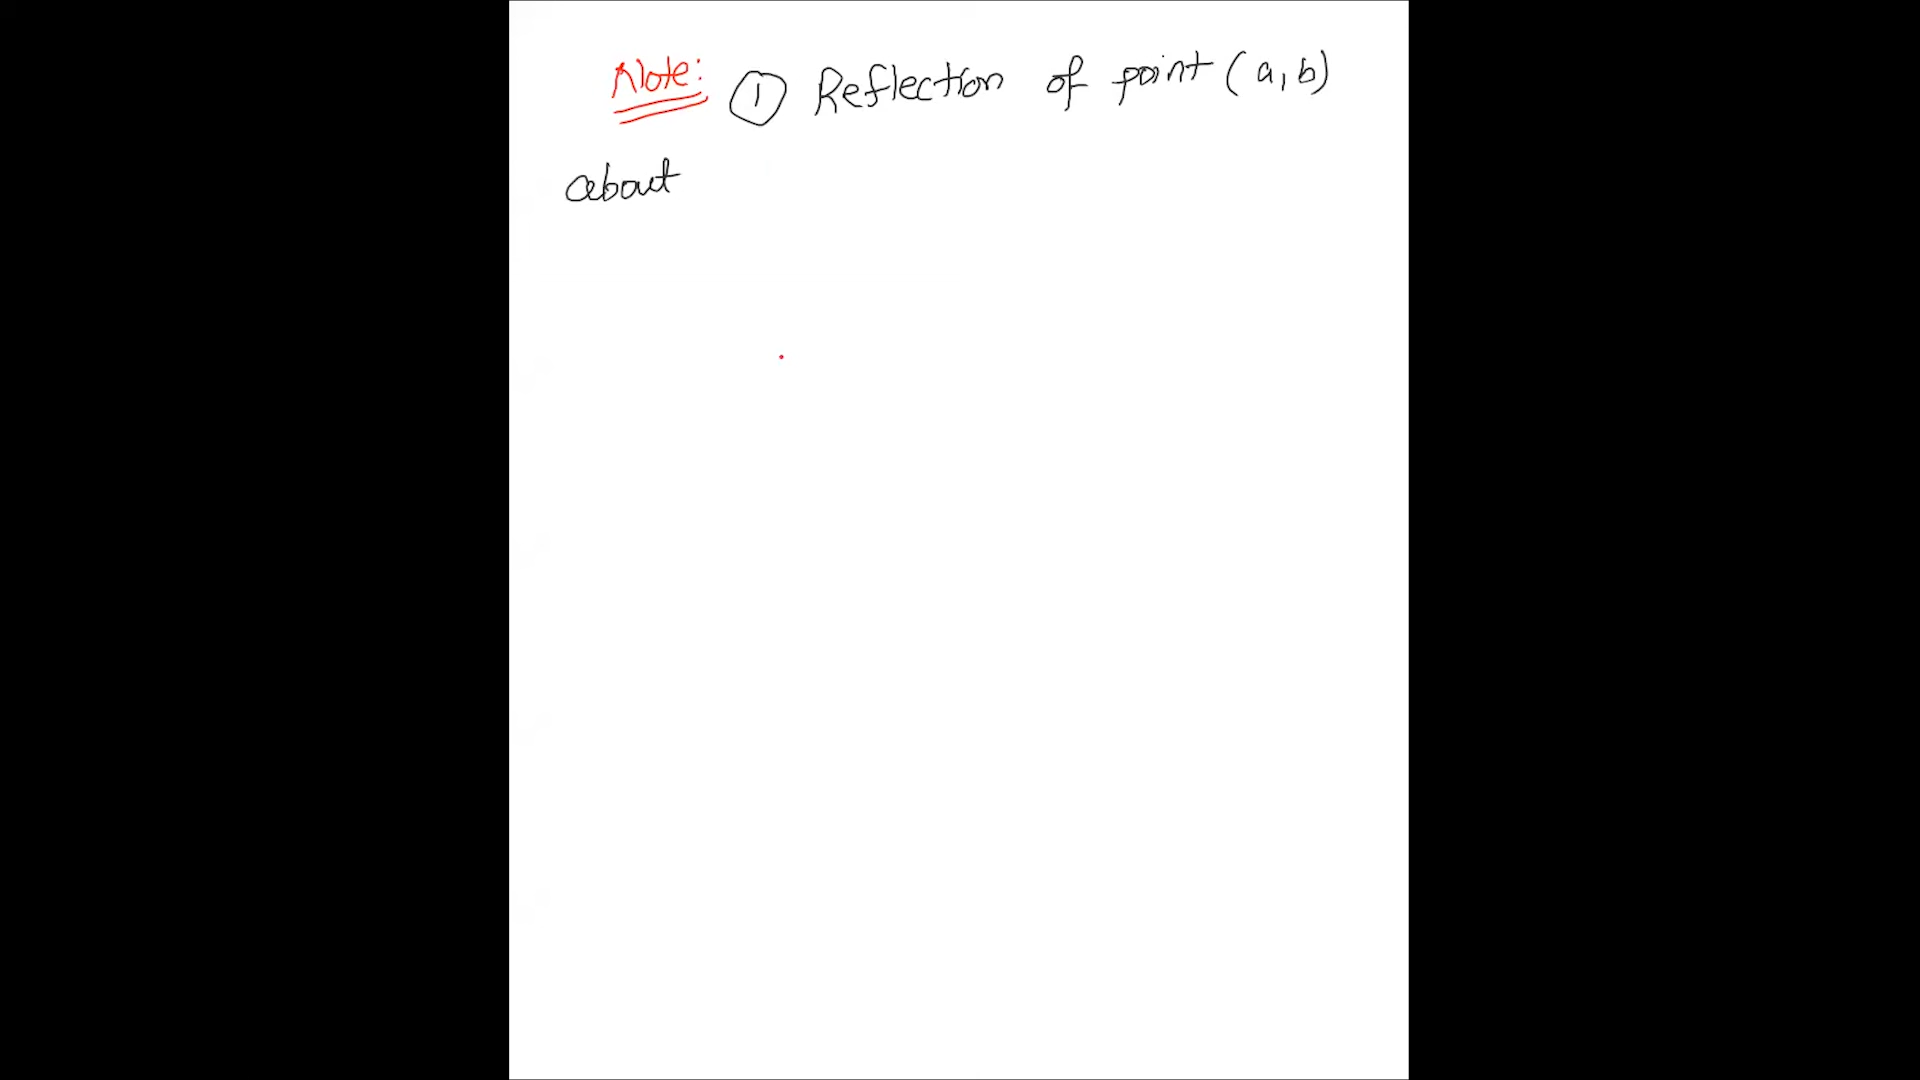 Note: ① Reflection of point (a, b)
about